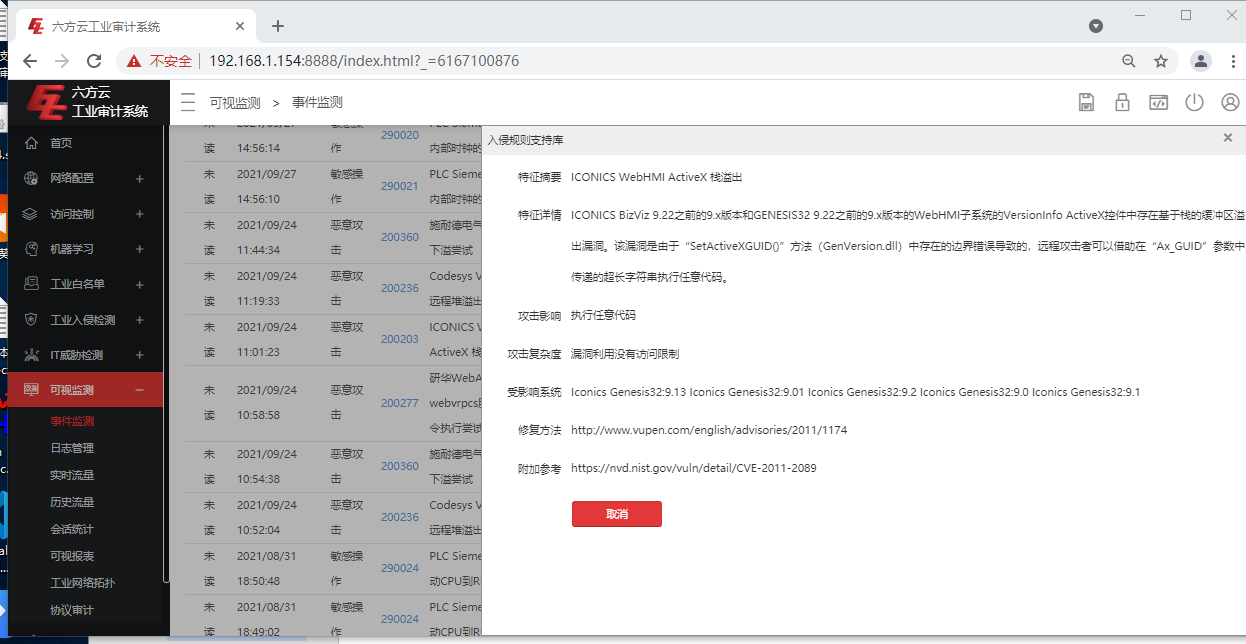 六方云工业审计系统
不安全 192.168.1.154:8888/index.html?_=6167100876
六方云
工业审计系统
可视监测 > 事件监测
首页
网络配置 +
访问控制 +
机器学习 +
工业白名单 +
工业入侵检测 +
IT威胁检测 +
可视监测 −
事件监测
日志管理
实时流量
历史流量
会话统计
可视报表
工业网络拓扑
协议审计
290020
读 14:56:14 作 内部时钟的
未 2021/09/27 敏感操 PLC Sieme
290021
读 14:56:10 作 内部时钟的
未 2021/09/24 恶意攻 施耐德电气
200360
读 11:44:34 击 下溢尝试
未 2021/09/24 恶意攻 Codesys V
200236
读 11:19:33 击 远程堆溢出
未 2021/09/24 恶意攻 ICONICS W
200203
读 11:01:23 击 ActiveX 栈
研华WebA
未 2021/09/24 恶意攻
200277 webvrpcs
读 10:58:58 击
令执行尝试
未 2021/09/24 恶意攻 施耐德电气
200360
读 10:54:38 击 下溢尝试
未 2021/09/24 恶意攻 Codesys V
200236
读 10:52:04 击 远程堆溢出
未 2021/08/31 敏感操 PLC Sieme
290024
读 18:50:48 作 动CPU到R
未 2021/08/31 敏感操 PLC Sieme
290024
读 18:49:02 作 动CPU到R
入侵规则支持库
特征摘要 ICONICS WebHMI ActiveX 栈溢出
特征详情 ICONICS BizViz 9.22之前的9.x版本和GENESIS32 9.22之前的9.x版本的WebHMI子系统的VersionInfo ActiveX控件中存在基于栈的缓冲区溢
出漏洞。该漏洞是由于“SetActiveXGUID()”方法（GenVersion.dll）中存在的边界错误导致的，远程攻击者可以借助在“Ax_GUID”参数中
传递的超长字符串执行任意代码。
攻击影响 执行任意代码
攻击复杂度 漏洞利用没有访问限制
受影响系统 Iconics Genesis32:9.13 Iconics Genesis32:9.01 Iconics Genesis32:9.2 Iconics Genesis32:9.0 Iconics Genesis32:9.1
修复方法 http://www.vupen.com/english/advisories/2011/1174
附加参考 https://nvd.nist.gov/vuln/detail/CVE-2011-2089
取消